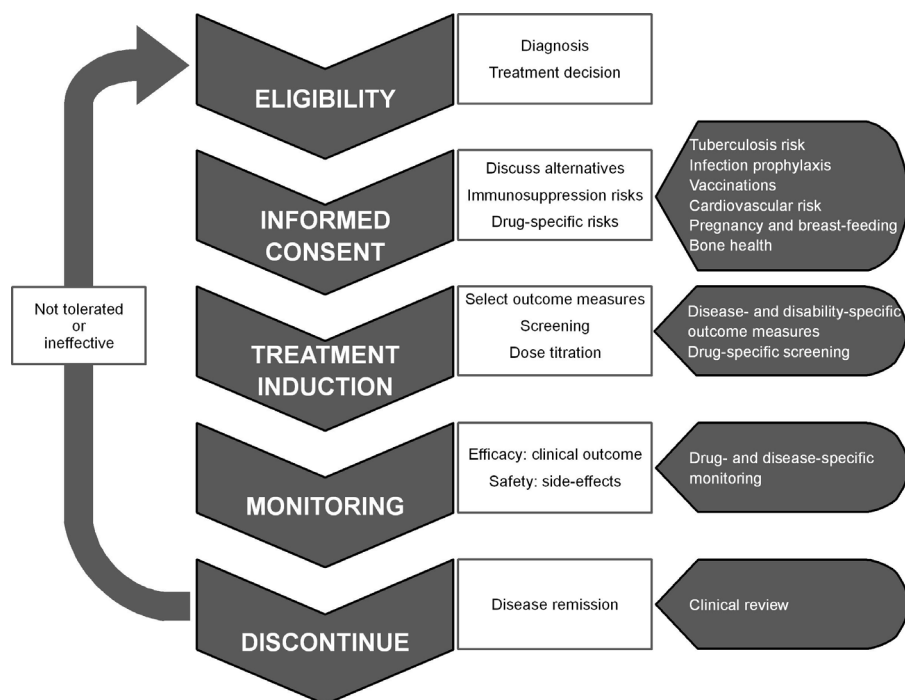 ELIGIBILITY
Diagnosis
Treatment decision
INFORMED
CONSENT
Discuss alternatives
Immunosuppression risks
Drug-specific risks
Tuberculosis risk
Infection prophylaxis
Vaccinations
Cardiovascular risk
Pregnancy and breast-feeding
Bone health
Not tolerated
or
ineffective
TREATMENT
INDUCTION
Select outcome measures
Screening
Dose titration
Disease- and disability-specific
outcome measures
Drug-specific screening
MONITORING
Efficacy: clinical outcome
Safety: side-effects
Drug- and disease-specific
monitoring
DISCONTINUE
Disease remission
Clinical review